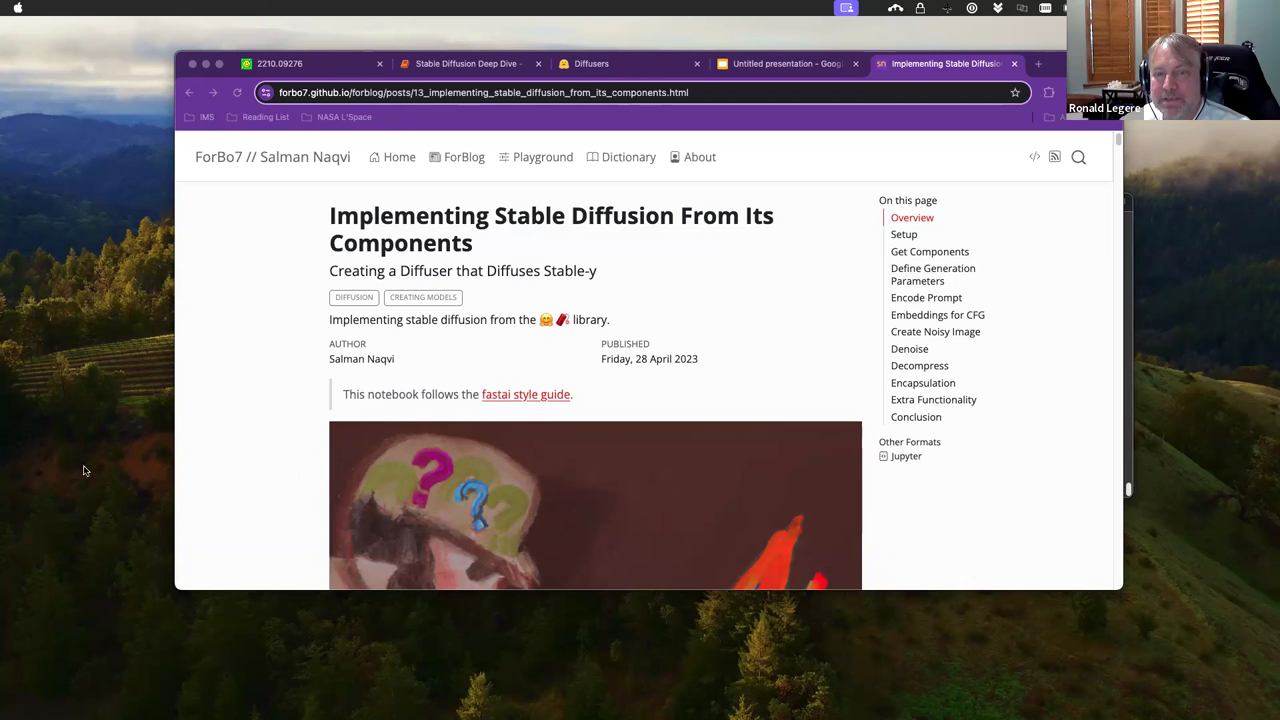 2210.09276
Stable Diffusion Deep Dive -
Diffusers
Untitled presentation - Goog
Implementing Stable Diffusio
forbo7.github.io/forblog/posts/13_implementing_stable_diffusion_from_its_components.html
IMS
Reading List
NASA L'Space
Ronald Legere
ForBo7 // Salman Naqvi
Home
ForBlog
Playground
Dictionary
About
Implementing Stable Diffusion From Its
Components
Creating a Diffuser that Diffuses Stable-y
DIFFUSION
CREATING MODELS
Implementing stable diffusion from the 🤗 🧨 library.
AUTHOR
PUBLISHED
Salman Naqvi
Friday, 28 April 2023
This notebook follows the fastai style guide.
? ? ?
On this page
Overview
Setup
Get Components
Define Generation
Parameters
Encode Prompt
Embeddings for CFG
Create Noisy Image
Denoise
Decompress
Encapsulation
Extra Functionality
Conclusion
Other Formats
Jupyter